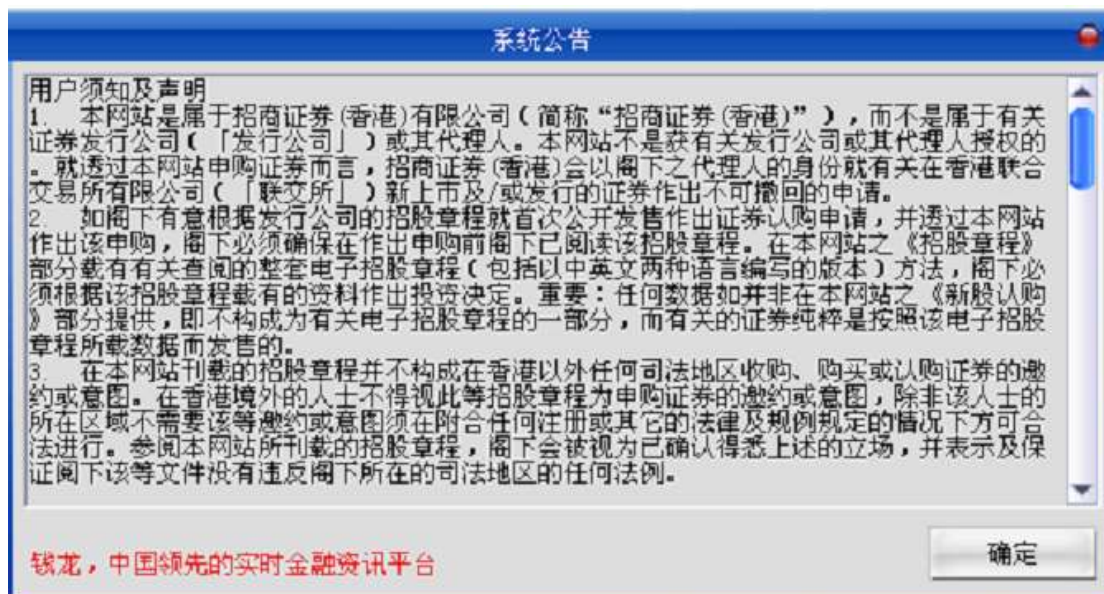 系统公告
用户须知及声明
1. 本网站是属于招商证券(香港)有限公司(简称“招商证券(香港)”),而不是属于有关
证券发行公司(「发行公司」)或其代理人。本网站不是获有关发行公司或其代理人授权的
。就透过本网站申购证券而言,招商证券(香港)会以阁下之代理人的身份就有关在香港联合
交易所有限公司(「联交所」)新上市及/或发行的证券作出不可撤回的申请。
2. 如阁下有意根据发行公司的招股章程就首次公开发售作出证券认购申请,并透过本网站
作出该申购,阁下必须确保在作出申购前阁下已阅读该招股章程。在本网站之《招股章程》
部分载有有关查阅的整套电子招股章程(包括以中英文两种语言编写的版本)方法,阁下必
须根据该招股章程载有的资料作出投资决定。重要:任何数据如并非在本网站之《新股认购
》部分提供,即不构成为有关电子招股章程的一部分,而有关的证券纯粹是按照该电子招股
章程所载数据而发售的。
3. 在本网站刊载的招股章程并不构成在香港以外任何司法地区收购、购买或认购证券的邀
约或意图。在香港境外的人士不得视此等招股章程为申购证券的邀约或意图,除非该人士的
所在区域不需要该等邀约或意图须在附合任何注册或其它的法律及规例规定的情况下方可合
法进行。参阅本网站所刊载的招股章程,阁下会被视为已确认得悉上述的立场,并表示及保
证阅下该等文件没有违反阁下所在的司法地区的任何法例。
钱龙,中国领先的实时金融资讯平台
确定